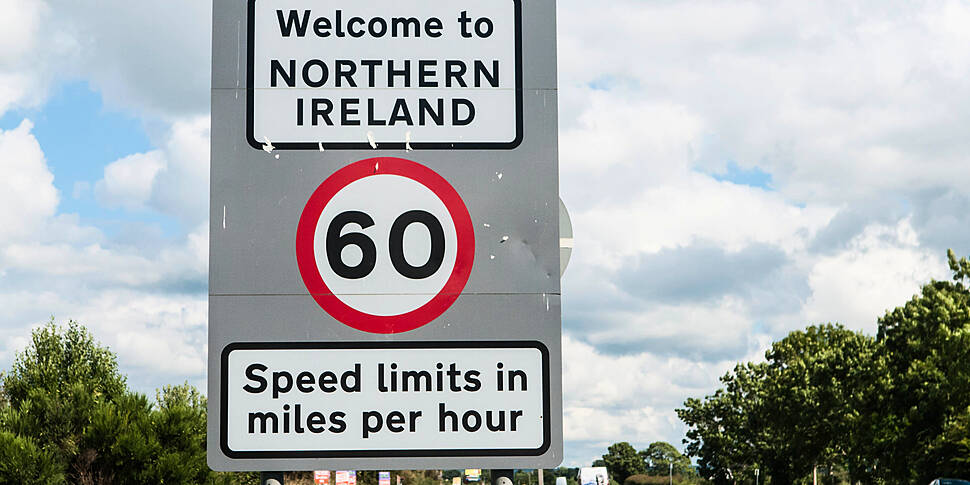 Welcome to
NORTHERN
IRELAND
60
Speed limits in
miles per hour